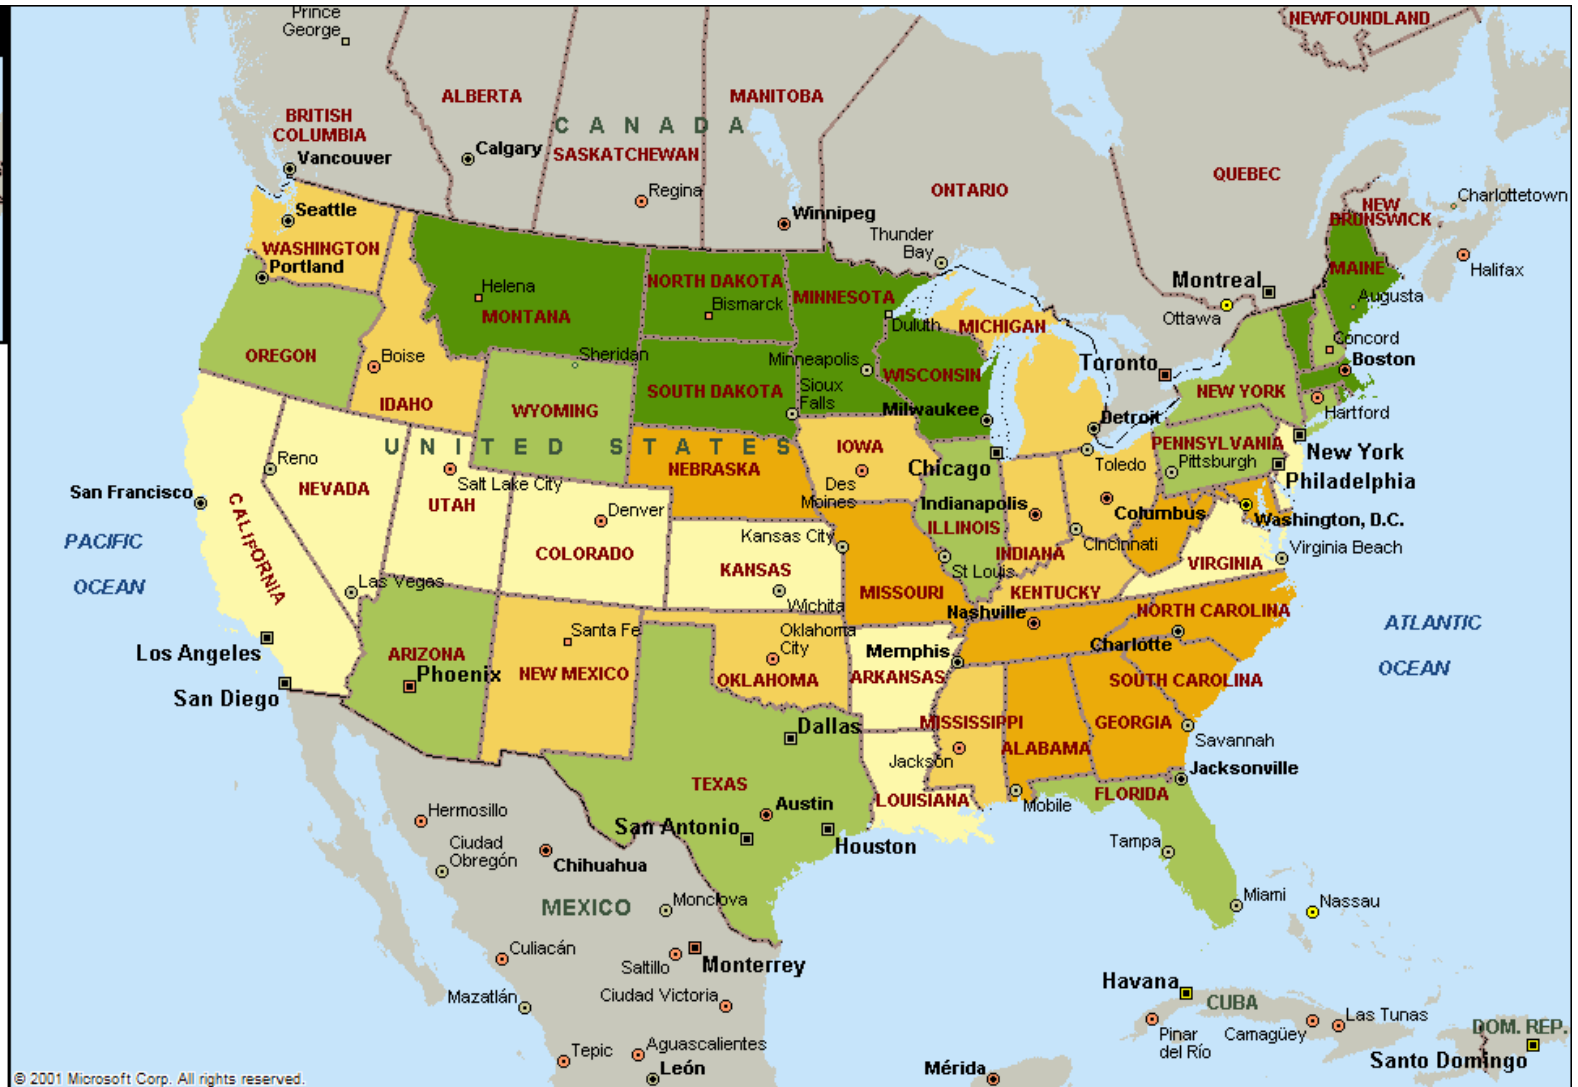 NEWFOUNDLAND
Prince
George
ALBERTA
MANITOBA
BRITISH
COLUMBIA
CANADA
Vancouver
Calgary
SASKATCHEWAN
QUEBEC
ONTARIO
Regina
Charlottetown
NEW
BRUNSWICK
Seattle
Winnipeg
Thunder
Bay
WASHINGTON
Portland
Halifax
MAINE
Montreal
Helena
NORTH DAKOTA
MINNESOTA
Bismarck
Augusta
MONTANA
Ottawa
Duluth
MICHIGAN
Concord
OREGON
Boise
Sheridan
Minneapolis
Toronto
Boston
WISCONSIN
SOUTH DAKOTA
Sioux
Falls
NEW YORK
IDAHO
WYOMING
Milwaukee
Detroit
Hartford
UNITED STATES
IOWA
PENNSYLVANIA
New York
Reno
NEBRASKA
Chicago
Toledo
Pittsburgh
Philadelphia
NEVADA
Salt Lake City
Des
Moines
San Francisco
UTAH
Indianapolis
Columbus
Washington, D.C.
CALIFORNIA
Denver
ILLINOIS
PACIFIC
OCEAN
COLORADO
Kansas City
INDIANA
Cincinnati
Virginia Beach
KANSAS
St Louis
VIRGINIA
Las Vegas
Wichita
MISSOURI
KENTUCKY
Nashville
NORTH CAROLINA
Santa Fe
Oklahoma
City
ATLANTIC
OCEAN
Los Angeles
ARIZONA
Phoenix
NEW MEXICO
OKLAHOMA
Memphis
ARKANSAS
Charlotte
SOUTH CAROLINA
San Diego
Dallas
MISSISSIPPI
GEORGIA
Jackson
ALABAMA
Savannah
Jacksonville
TEXAS
LOUISIANA
Mobile
FLORIDA
Hermosillo
Austin
San Antonio
Houston
Ciudad
Obregón
Chihuahua
Tampa
MEXICO
Monclova
Miami
Nassau
Culiacán
Saltillo
Monterrey
Havana
Mazatlán
Ciudad Victoria
CUBA
Las Tunas
Pinar
del Río
Camagüey
DOM. REP.
Tepic
Aguascalientes
León
Mérida
Santo Domingo
© 2001 Microsoft Corp. All rights reserved.